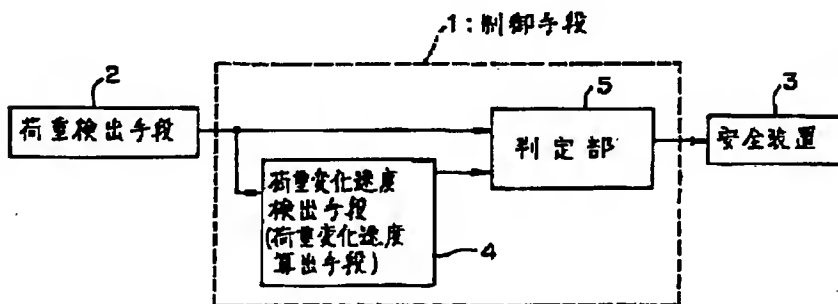 1:制御手段
2
荷重検出手段
5
判定部
3
安全装置
荷重変化速度
検出手段
(荷重変化速度
算出手段)
4